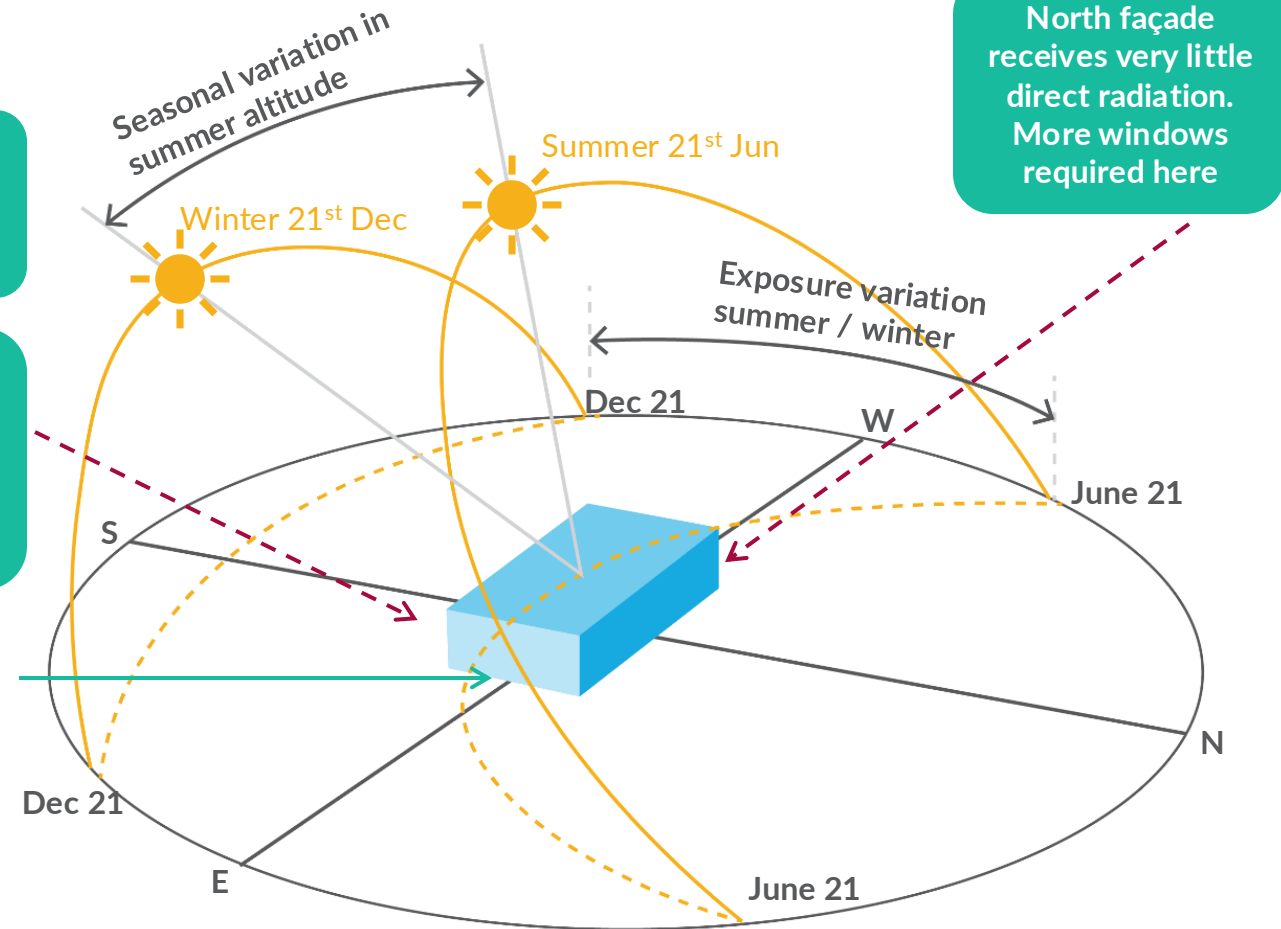 North façade
receives very little
direct radiation.
More windows
required here
Seasonal variation in
summer altitude
Summer 21st Jun
Winter 21st Dec
Exposure variation
summer / winter
Dec 21
W
June 21
S
N
Dec 21
E
June 21